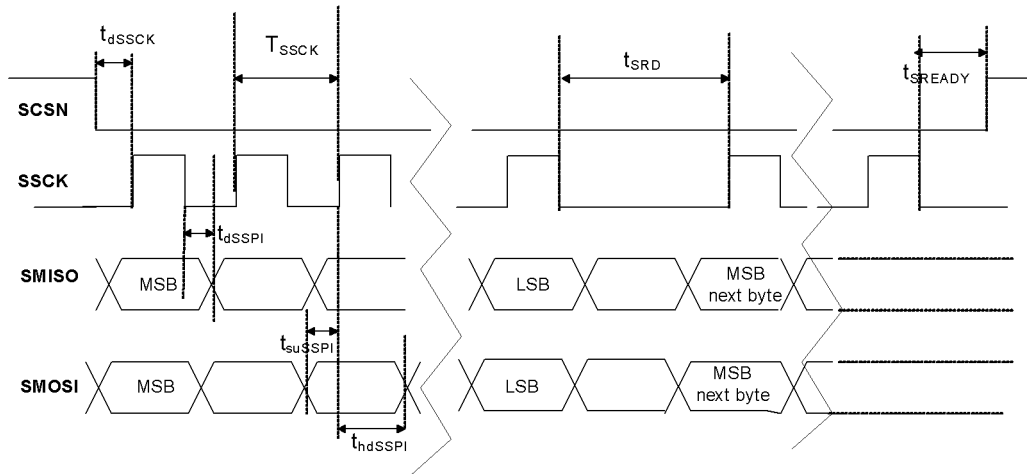 tdSSCK
TSSCK
tSRD
tSREADY
SCSN
SSCK
tdSSPI
SMISO
MSB
LSB
MSB
next byte
tsuSSPI
SMOSI
MSB
LSB
MSB
next byte
thdSSPI